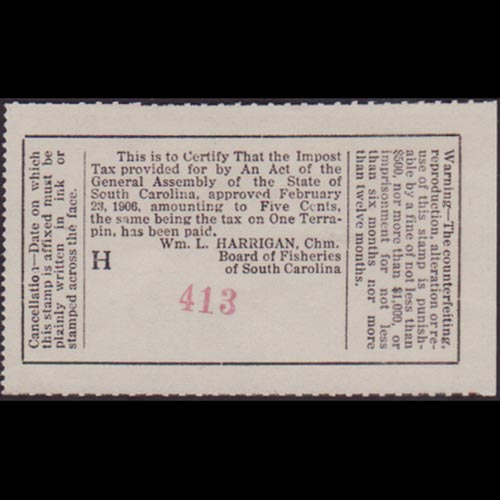 Cancellation—Date on which
this stamp is affixed must be
plainly written in ink or
stamped across the face.
This is to Certify That the Impost
Tax provided for by An Act of the
General Assembly of the State of
South Carolina, approved February
23, 1906, amounting to Five Cents,
the same being the tax on One Terra-
pin, has been paid.
Wm. L. HARRIGAN, Chm.
Board of Fisheries
of South Carolina
H
413
Warning—The counterfeiting,
reproduction, alteration or re-
use of this stamp is punish-
able by a fine of not less than
$500, nor more than $1,000, or
imprisonment for not less
than six months nor more
than twelve months.